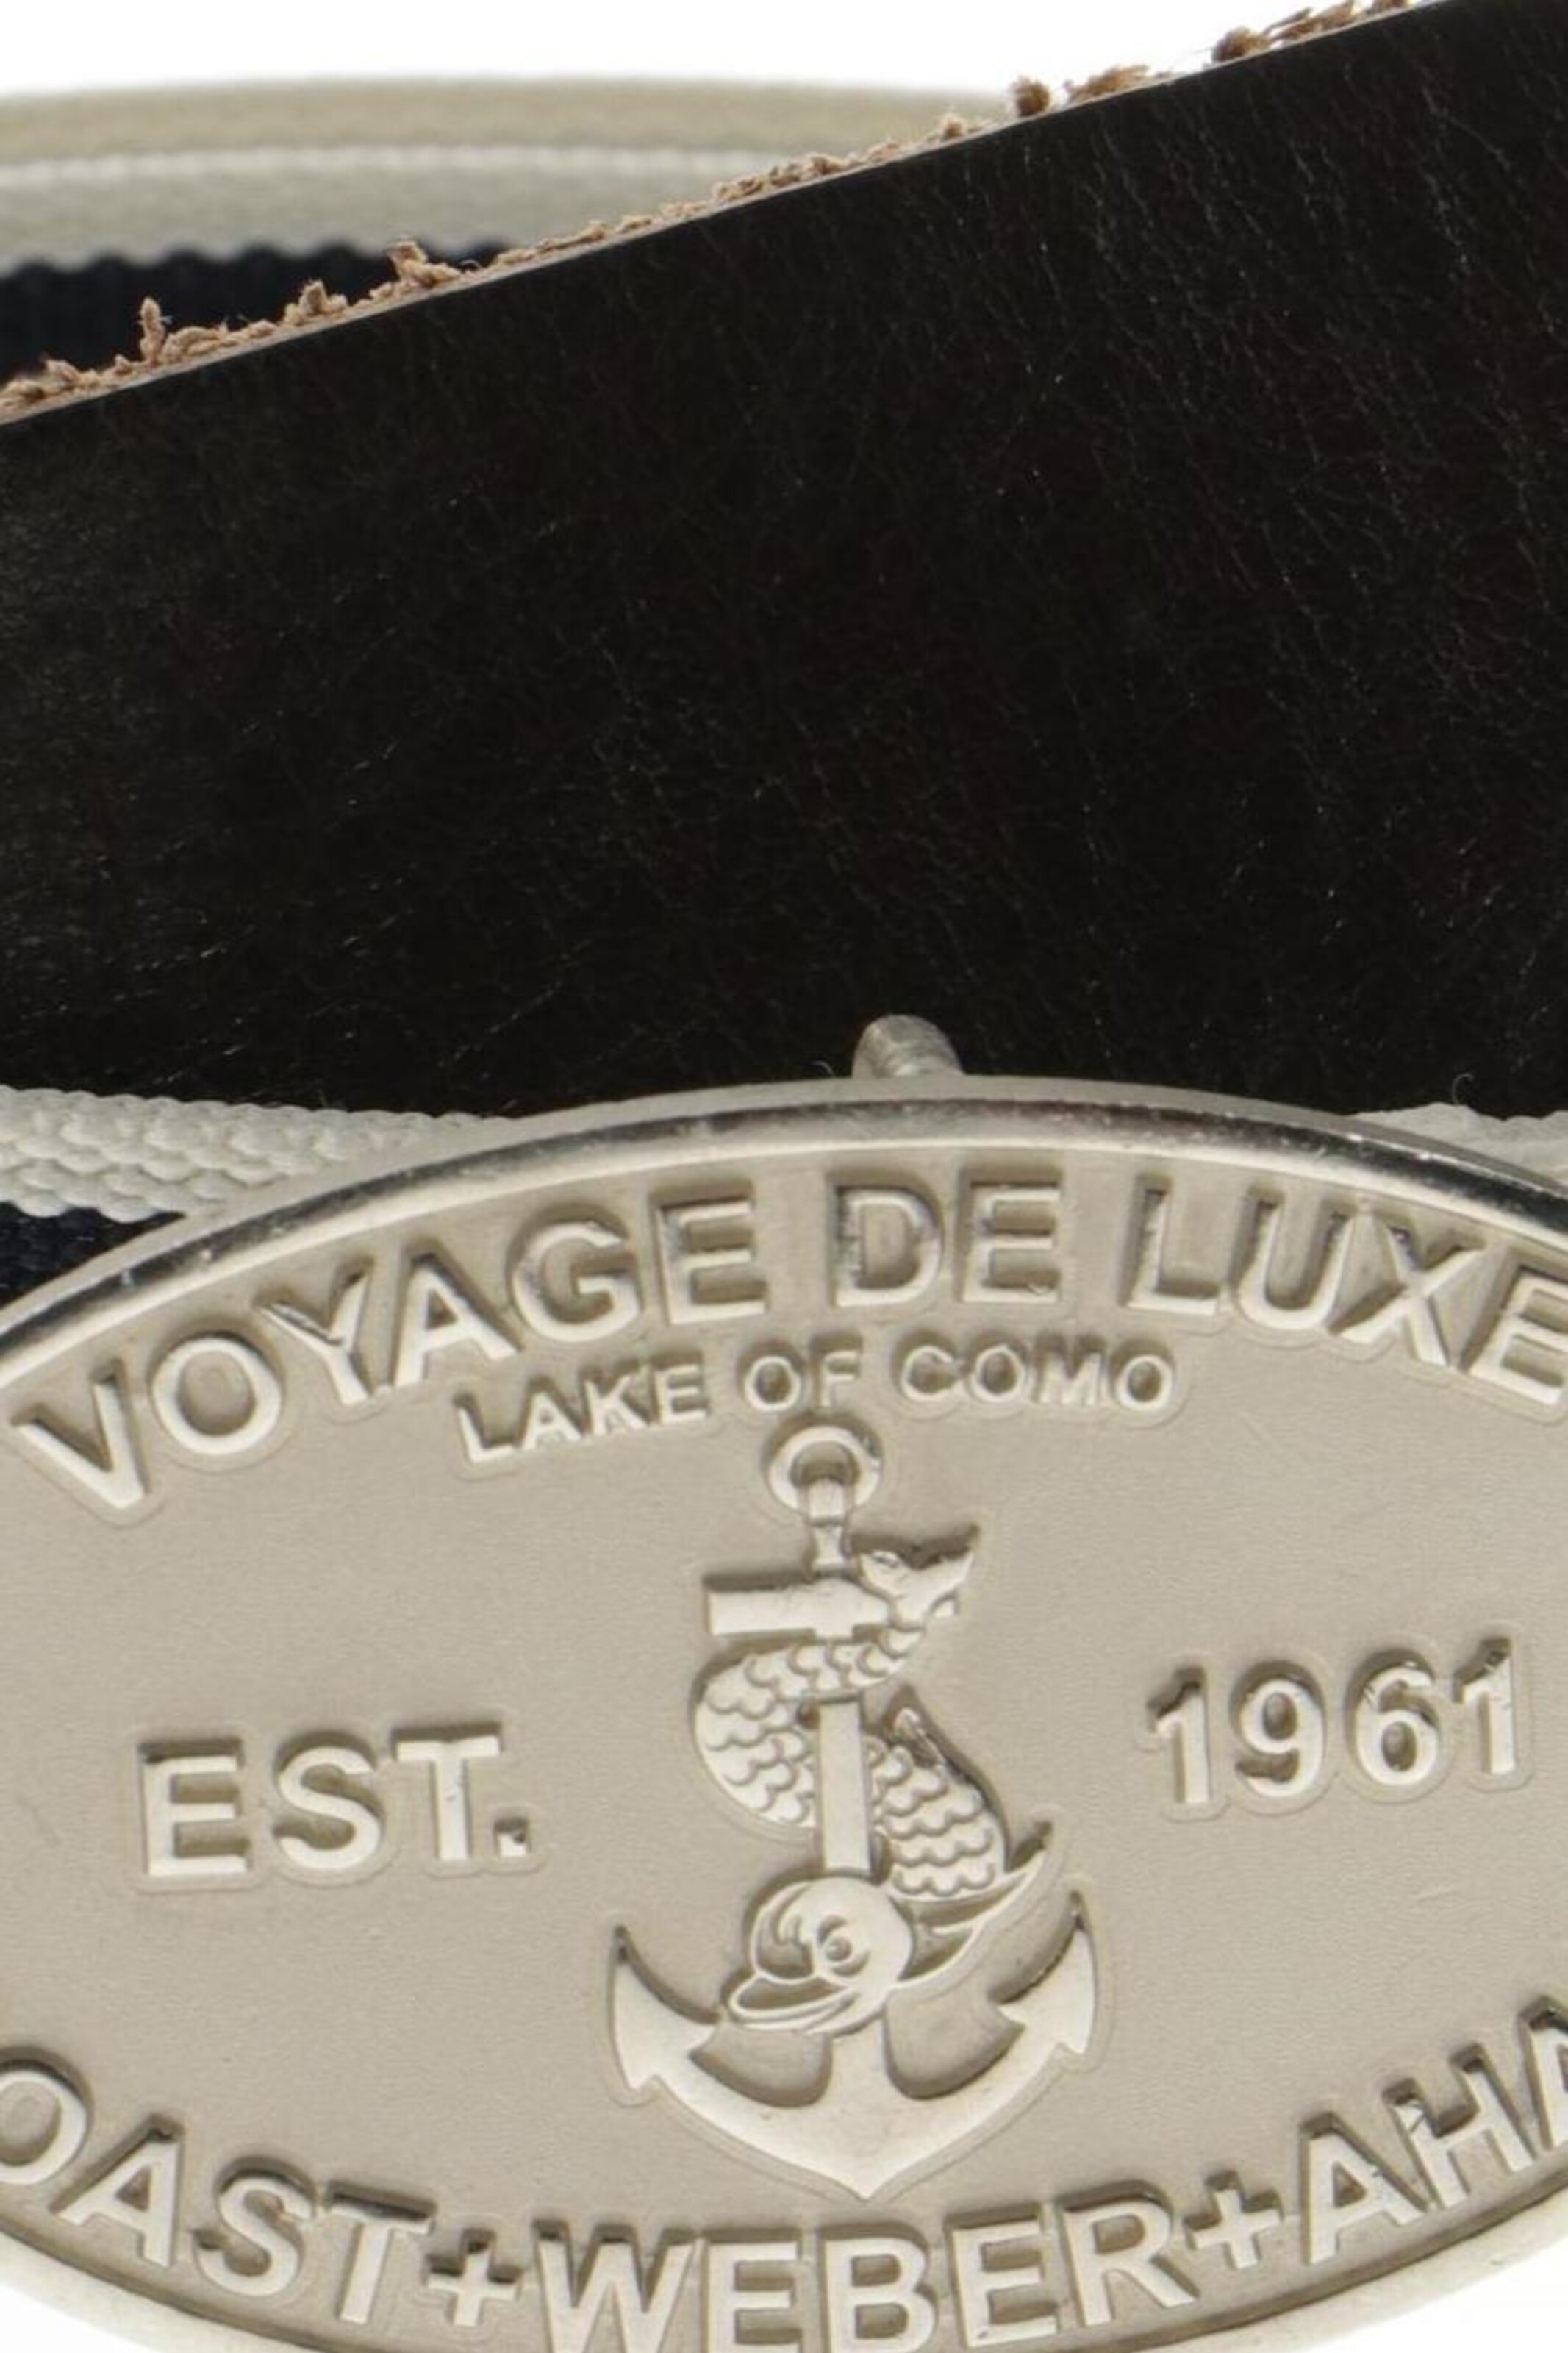 VOYAGE DE LUXE
LAKE OF COMO
EST. 1961
OAST+WEBER+AHA